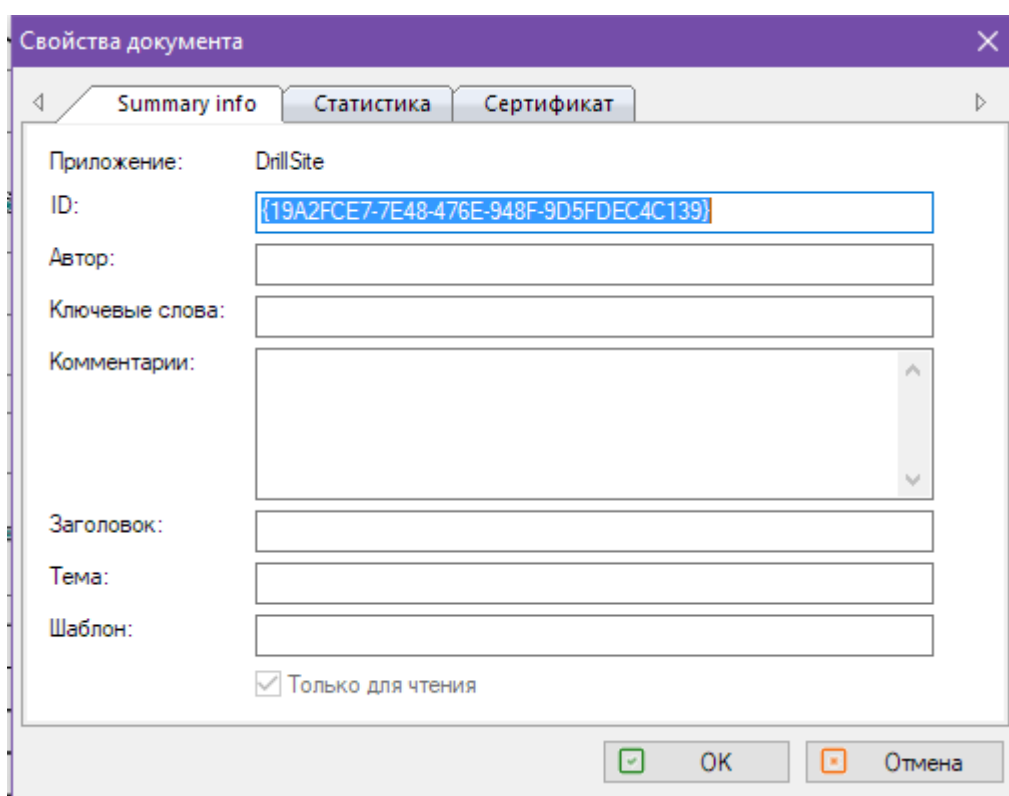 Свойства документа
Summary info Статистика Сертификат
Приложение: DrillSite
ID: {19A2FCE7-7E48-476E-948F-9D5FDEC4C139}
Автор:
Ключевые слова:
Комментарии:
Заголовок:
Тема:
Шаблон:
Только для чтения
OK Отмена